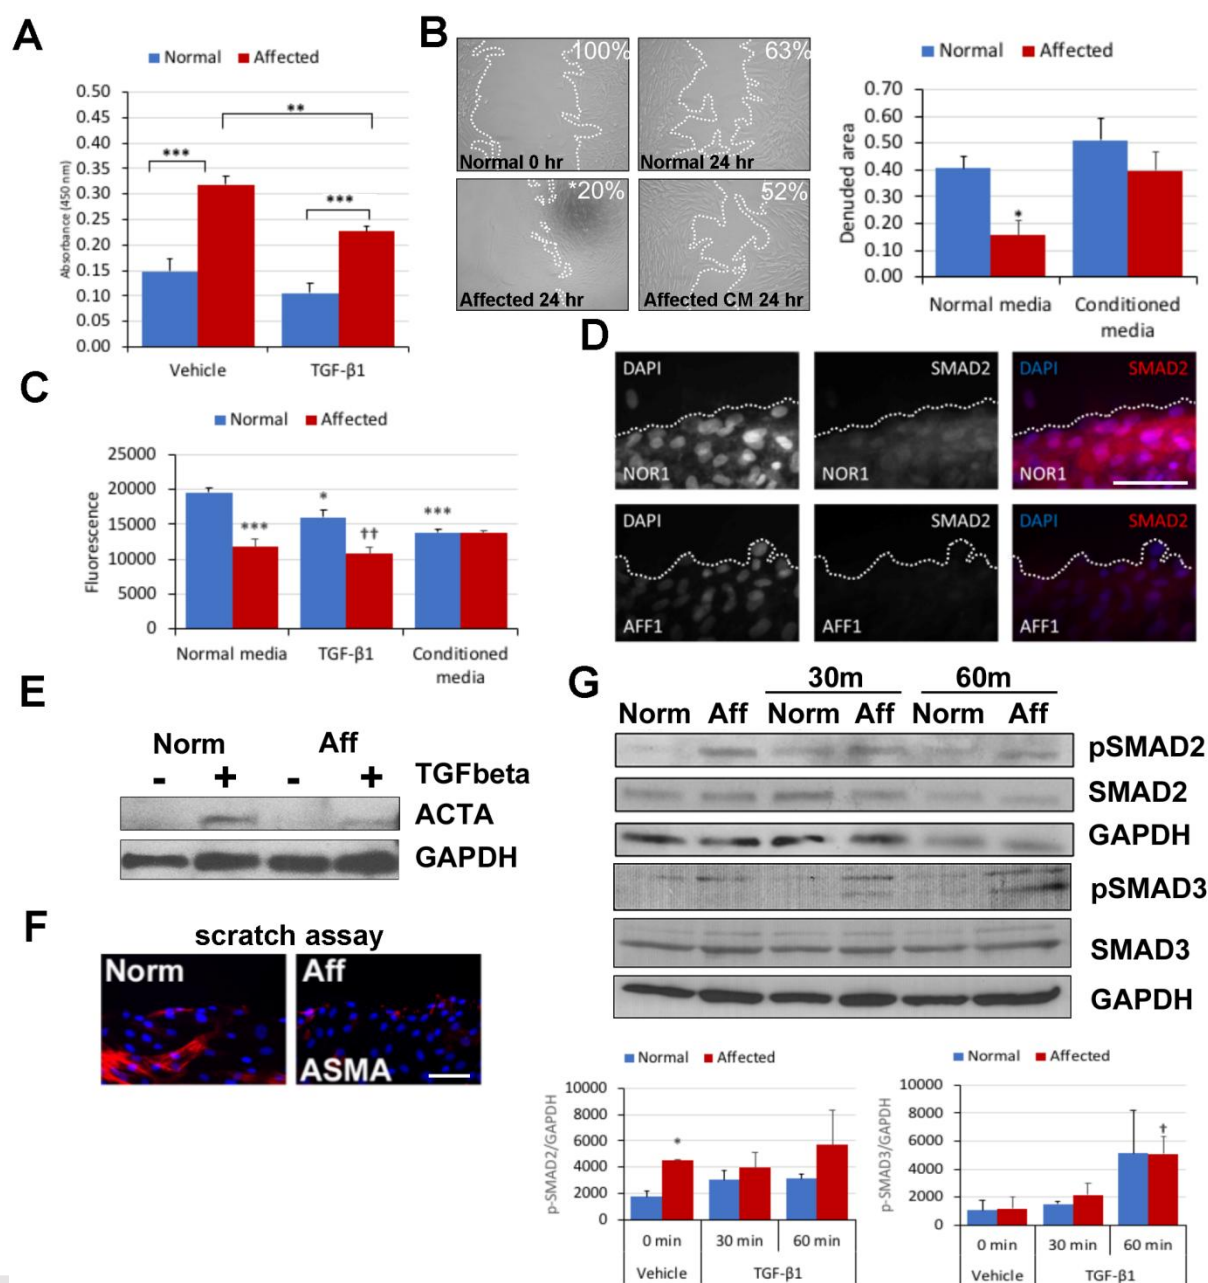 A
Normal Affected
Absorbance (450 nm)
0.50
0.45
0.40
0.35
0.30
0.25
0.20
0.15
0.10
0.05
0.00
***
**
***
Vehicle TGF-β1
B
100%
Normal 0 hr
63%
Normal 24 hr
*20%
Affected 24 hr
52%
Affected CM 24 hr
Normal Affected
Denuded area
0.70
0.60
0.50
0.40
0.30
0.20
0.10
0.00
*
Normal media Conditioned
media
C
Normal Affected
Fluorescence
25000
20000
15000
10000
5000
0
***
*
††
***
Normal media TGF-β1 Conditioned
media
D
DAPI
NOR1
SMAD2
NOR1
DAPI SMAD2
NOR1
DAPI
AFF1
SMAD2
AFF1
DAPI SMAD2
AFF1
E
Norm Aff
- + - + TGFbeta
ACTA
GAPDH
F
scratch assay
Norm
Aff
ASMA
G
30m 60m
Norm Aff Norm Aff Norm Aff
pSMAD2
SMAD2
GAPDH
pSMAD3
SMAD3
GAPDH
Normal Affected
p-SMAD2/GAPDH
10000
8000
6000
4000
2000
0
*
0 min 30 min 60 min
Vehicle TGF-β1
Normal Affected
p-SMAD3/GAPDH
10000
8000
6000
4000
2000
0
†
0 min 30 min 60 min
Vehicle TGF-β1